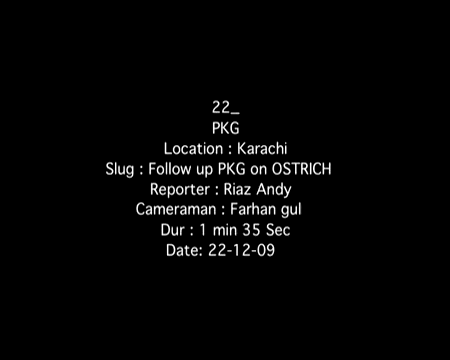 22_
PKG
Location : Karachi
Slug : Follow up PKG on OSTRICH
Reporter : Riaz Andy
Cameraman : Farhan gul
Dur : 1 min 35 Sec
Date: 22-12-09